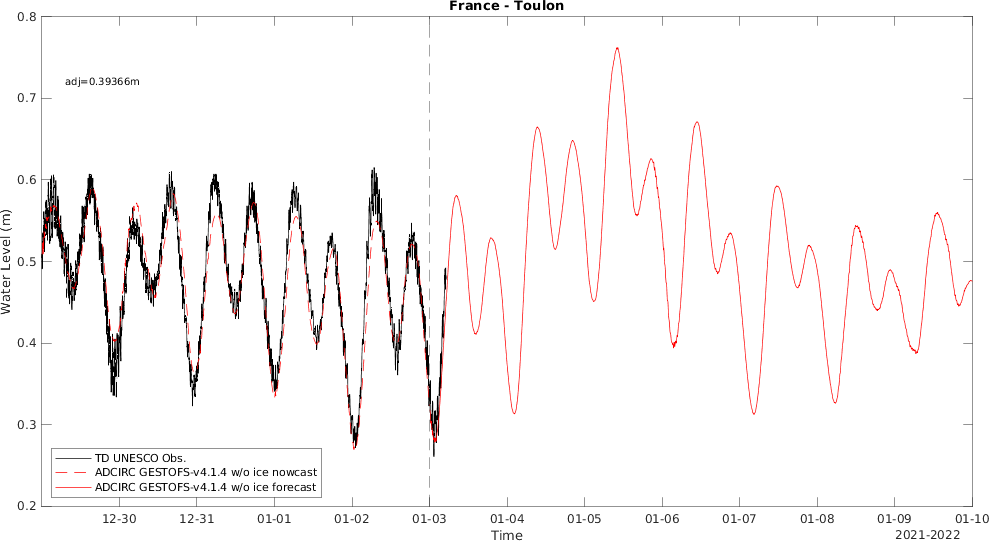 France - Toulon
0.8
0.7
0.6
0.5
0.4
0.3
0.2
Water Level (m)
adj=0.39366m
TD UNESCO Obs.
ADCIRC GESTOFS-v4.1.4 w/o ice nowcast
ADCIRC GESTOFS-v4.1.4 w/o ice forecast
12-30 12-31 01-01 01-02 01-03 01-04 01-05 01-06 01-07 01-08 01-09 01-10
Time
2021-2022